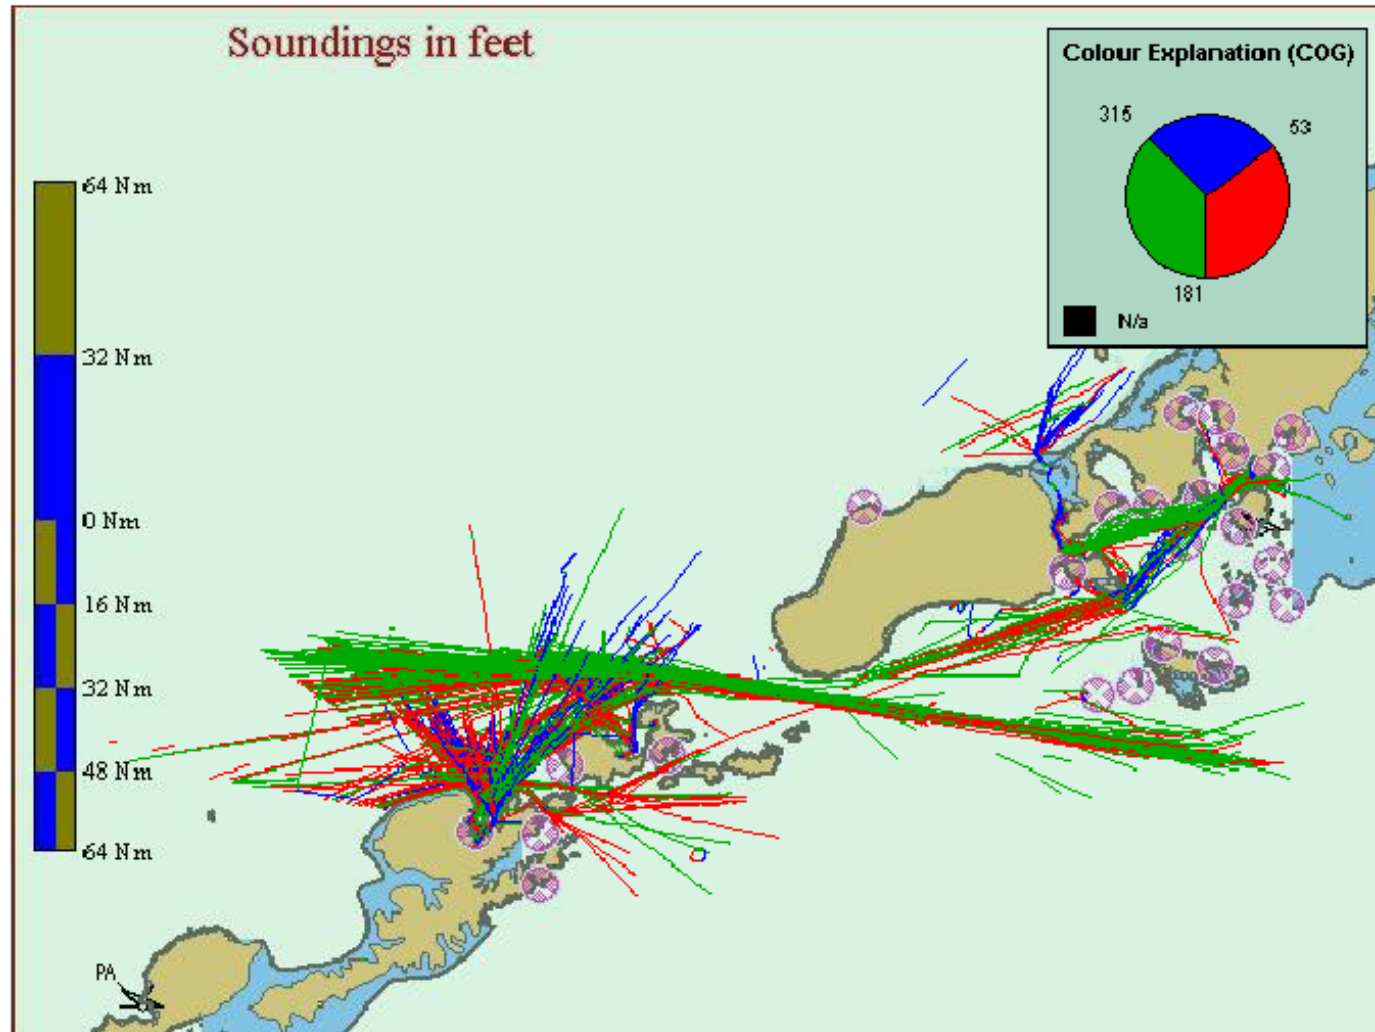 Soundings in feet
Colour Explanation (COG)
315
53
181
N/a
64 Nm
32 Nm
0 Nm
16 Nm
32 Nm
48 Nm
64 Nm
PA